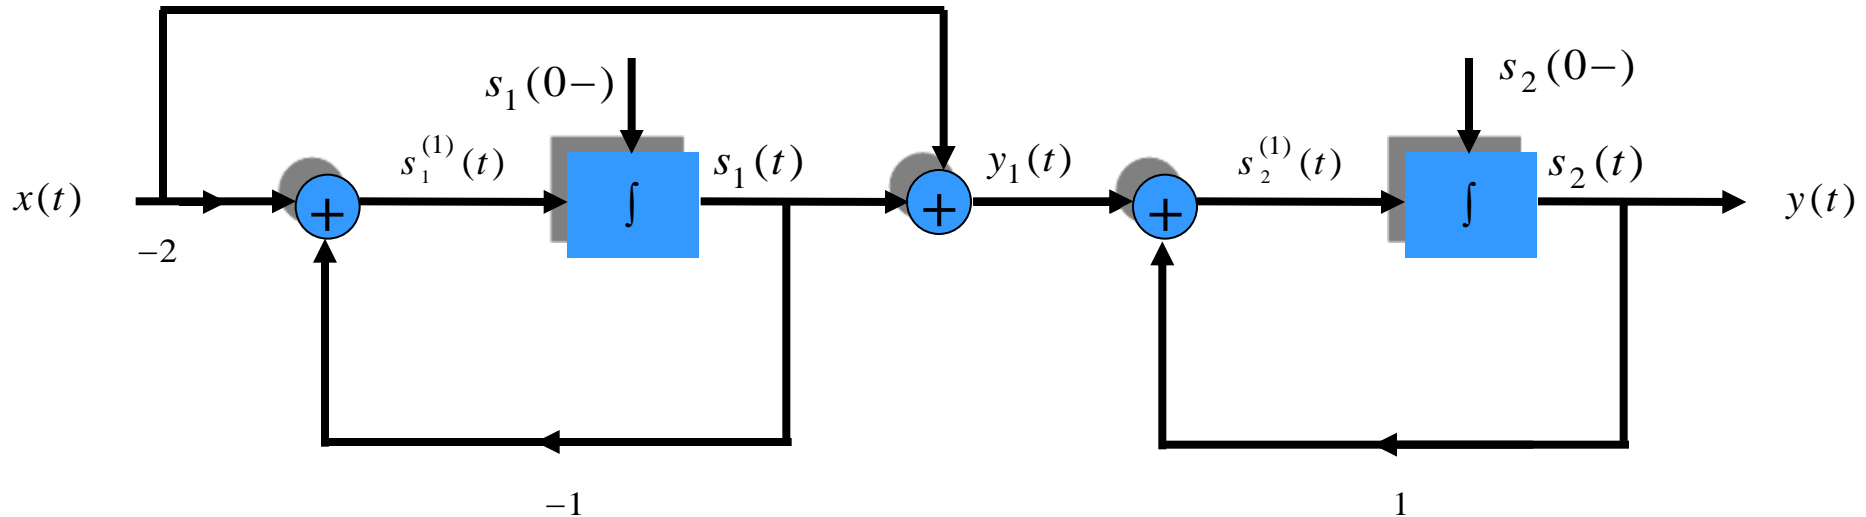 s₁(0−)
s₂(0−)
x(t)
−2
+
s₁⁽¹⁾(t)
∫
s₁(t)
+
y₁(t)
+
s₂⁽¹⁾(t)
∫
s₂(t)
y(t)
−1
1